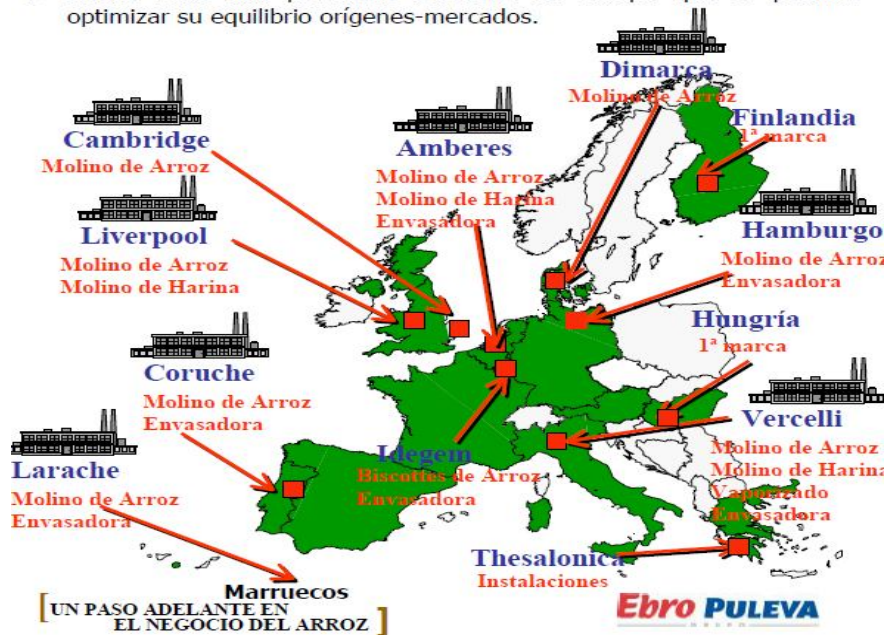 optimizar su equilibrio orígenes-mercados.
Dimarca
Molino de Arroz
Finlandia
1ª marca
Cambridge
Molino de Arroz
Amberes
Molino de Arroz
Molino de Harina
Envasadora
Hamburgo
Molino de Arroz
Envasadora
Liverpool
Molino de Arroz
Molino de Harina
Hungría
1ª marca
Coruche
Molino de Arroz
Envasadora
Vercelli
Molino de Arroz
Molino de Harina
Vaporizado
Envasadora
Idegem
Biscottes de Arroz
Envasadora
Larache
Molino de Arroz
Envasadora
Thesalonica
Instalaciones
Marruecos
[UN PASO ADELANTE EN
EL NEGOCIO DEL ARROZ ]
Ebro PULEVA
GRUPO